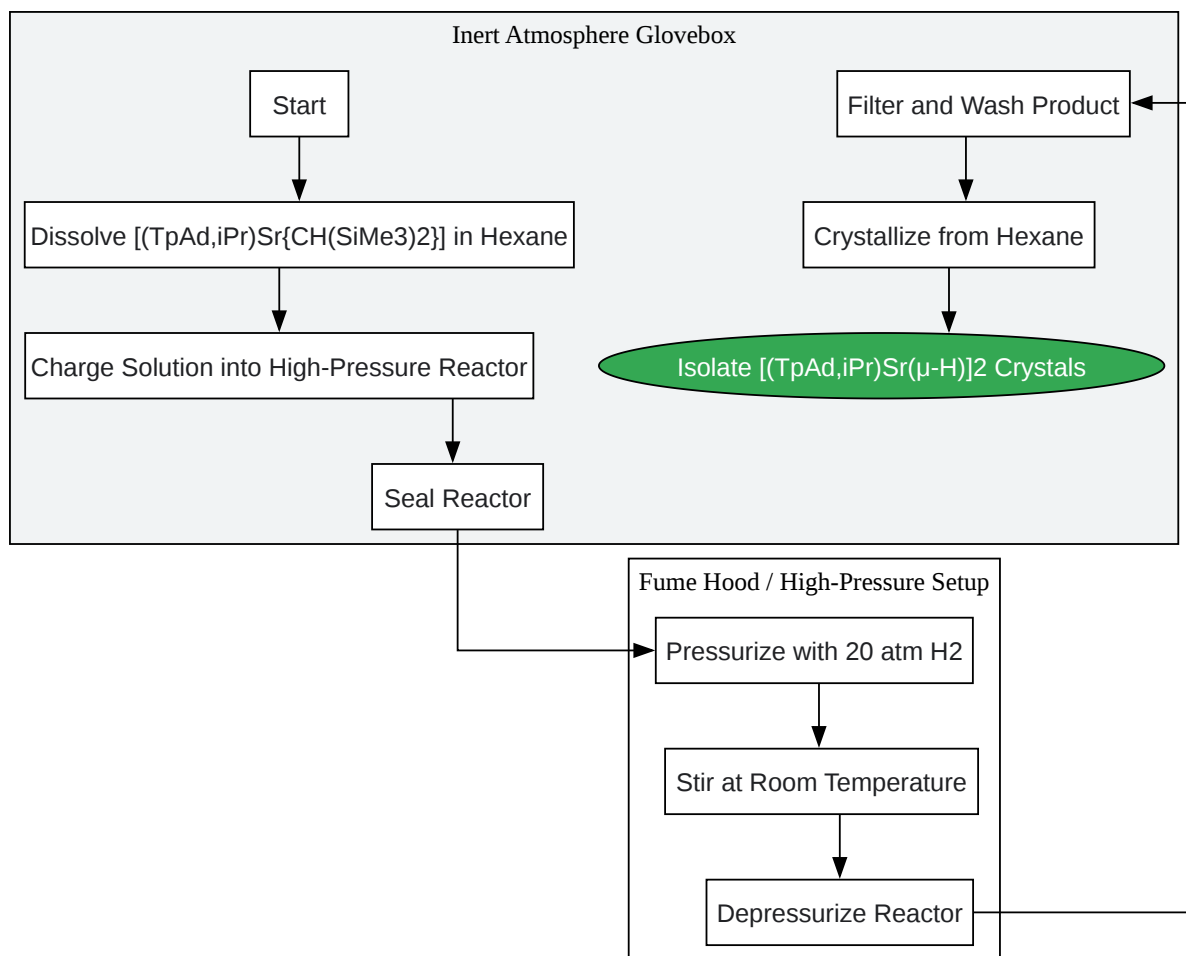 Inert Atmosphere Glovebox
Start
Dissolve [(TpAd,iPr)Sr{CH(SiMe3)2}] in Hexane
Charge Solution into High-Pressure Reactor
Seal Reactor
Filter and Wash Product
Crystallize from Hexane
Isolate [(TpAd,iPr)Sr(μ-H)]2 Crystals
Fume Hood / High-Pressure Setup
Pressurize with 20 atm H2
Stir at Room Temperature
Depressurize Reactor